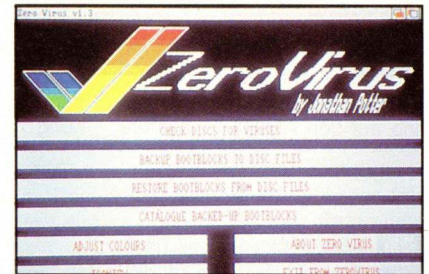 Zero Virus v1.3
ZeroVirus
by Jonathan Potter
CHECK DISCS FOR VIRUSES
BACKUP BOOTBLOCKS TO DISC FILES
RESTORE BOOTBLOCKS FROM DISC FILES
CATALOGUE BACKED-UP BOOTBLOCKS
ADJUST COLOURS
ABOUT ZERO VIRUS
ICONIFY
EXIT FROM ZEROVIRUS